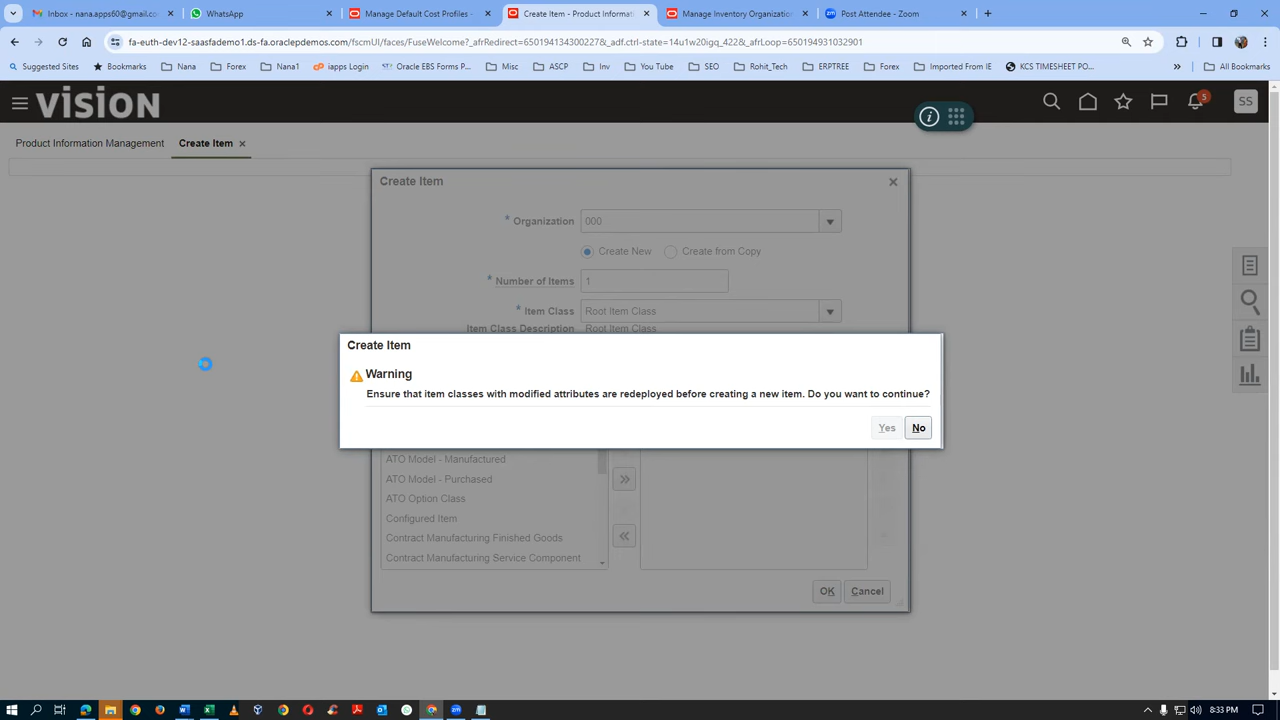 Inbox - nana.apps60@gmail.co
WhatsApp
Manage Default Cost Profiles -
Create Item - Product Informati
Manage Inventory Organization
Post Attendee - Zoom
fa-euth-dev12-saasfademo1.ds-fa.oraclepdemos.com/fscmUI/faces/FuseWelcome?_afrRedirect=6501941344300227&_adf.ctrl-state=14u1w20igq_422&_afrLoop=650194931032901
Suggested Sites
Bookmarks
Nana
Forex
Nana1
iapps Login
Oracle EBS Forms P...
Misc
ASCP
Inv
You Tube
SEO
Rohit_Tech
ERPTREE
Forex
Imported From IE
KCS TIMESHEET PO...
»
All Bookmarks
VISION
i
5
SS
Product Information Management
Create Item
Create Item
* Organization
000
Create New
Create from Copy
* Number of Items
1
* Item Class
Root Item Class
Item Class Description
Root Item Class
Create Item
Warning
Ensure that item classes with modified attributes are redeployed before creating a new item. Do you want to continue?
Yes
No
ATO Model - Manufactured
ATO Model - Purchased
ATO Option Class
Configured Item
Contract Manufacturing Finished Goods
Contract Manufacturing Service Component
OK
Cancel
8:33 PM